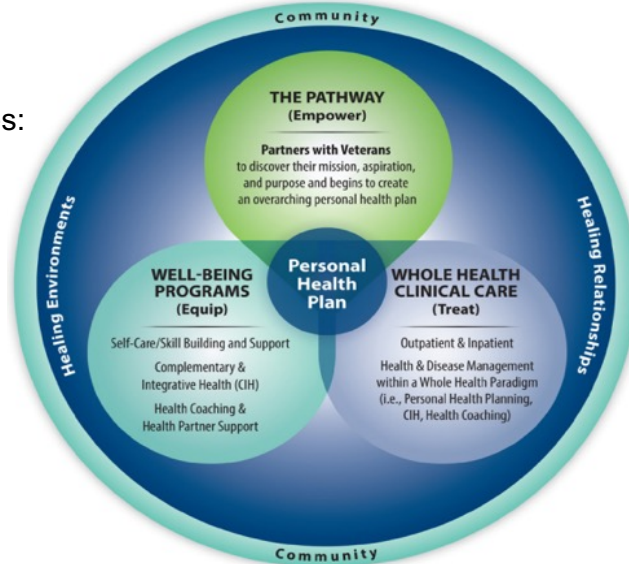 Community
s:
THE PATHWAY
(Empower)
Partners with Veterans
to discover their mission, aspiration,
and purpose and begins to create
an overarching personal health plan
Healing Environments
Healing Relationships
Personal
Health
Plan
WELL-BEING
PROGRAMS
(Equip)
Self-Care/Skill Building and Support
Complementary &
Integrative Health (CIH)
Health Coaching &
Health Partner Support
WHOLE HEALTH
CLINICAL CARE
(Treat)
Outpatient & Inpatient
Health & Disease Management
within a Whole Health Paradigm
(i.e., Personal Health Planning,
CIH, Health Coaching)
Community